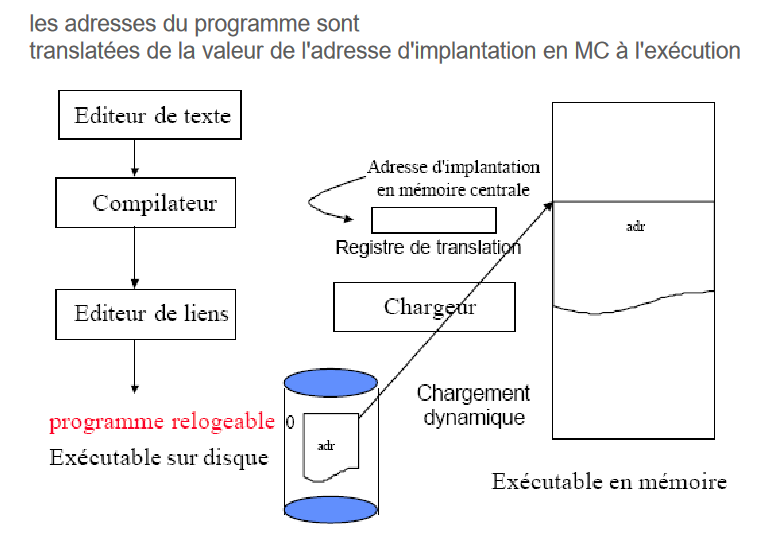 les adresses du programme sont
translatées de la valeur de l'adresse d'implantation en MC à l'exécution
Editeur de texte
Compilateur
Editeur de liens
programme relogeable
Exécutable sur disque
0
adr
Adresse d'implantation
en mémoire centrale
Registre de translation
Chargeur
Chargement
dynamique
adr
Exécutable en mémoire